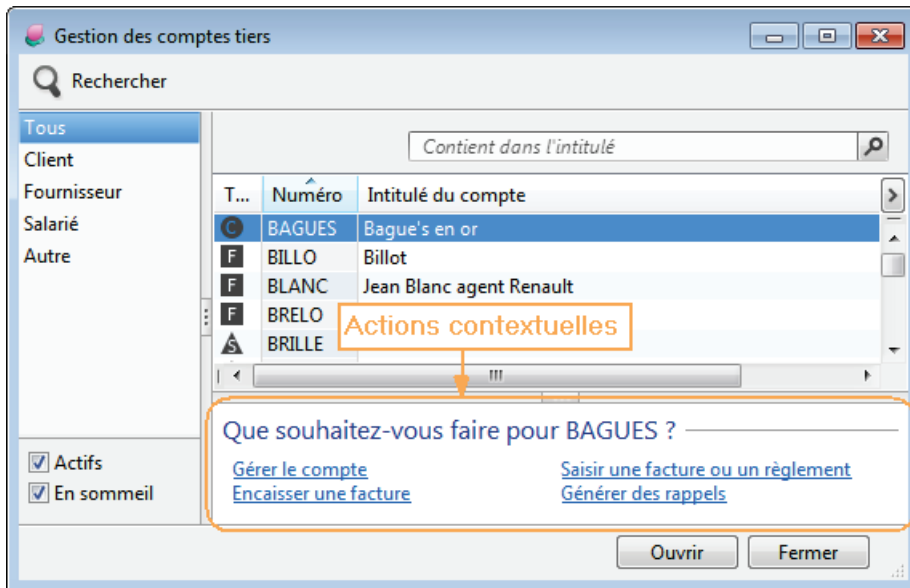 Gestion des comptes tiers
Rechercher
Tous
Client
Fournisseur
Salarié
Autre
Contient dans l'intitulé
T... Numéro Intitulé du compte
C BAGUES Bague's en or
F BILLO Billot
F BLANC Jean Blanc agent Renault
F BRELO
S BRILLE
Actions contextuelles
Que souhaitez-vous faire pour BAGUES ?
Gérer le compte Saisir une facture ou un règlement
Encaisser une facture Générer des rappels
Actifs
En sommeil
Ouvrir Fermer